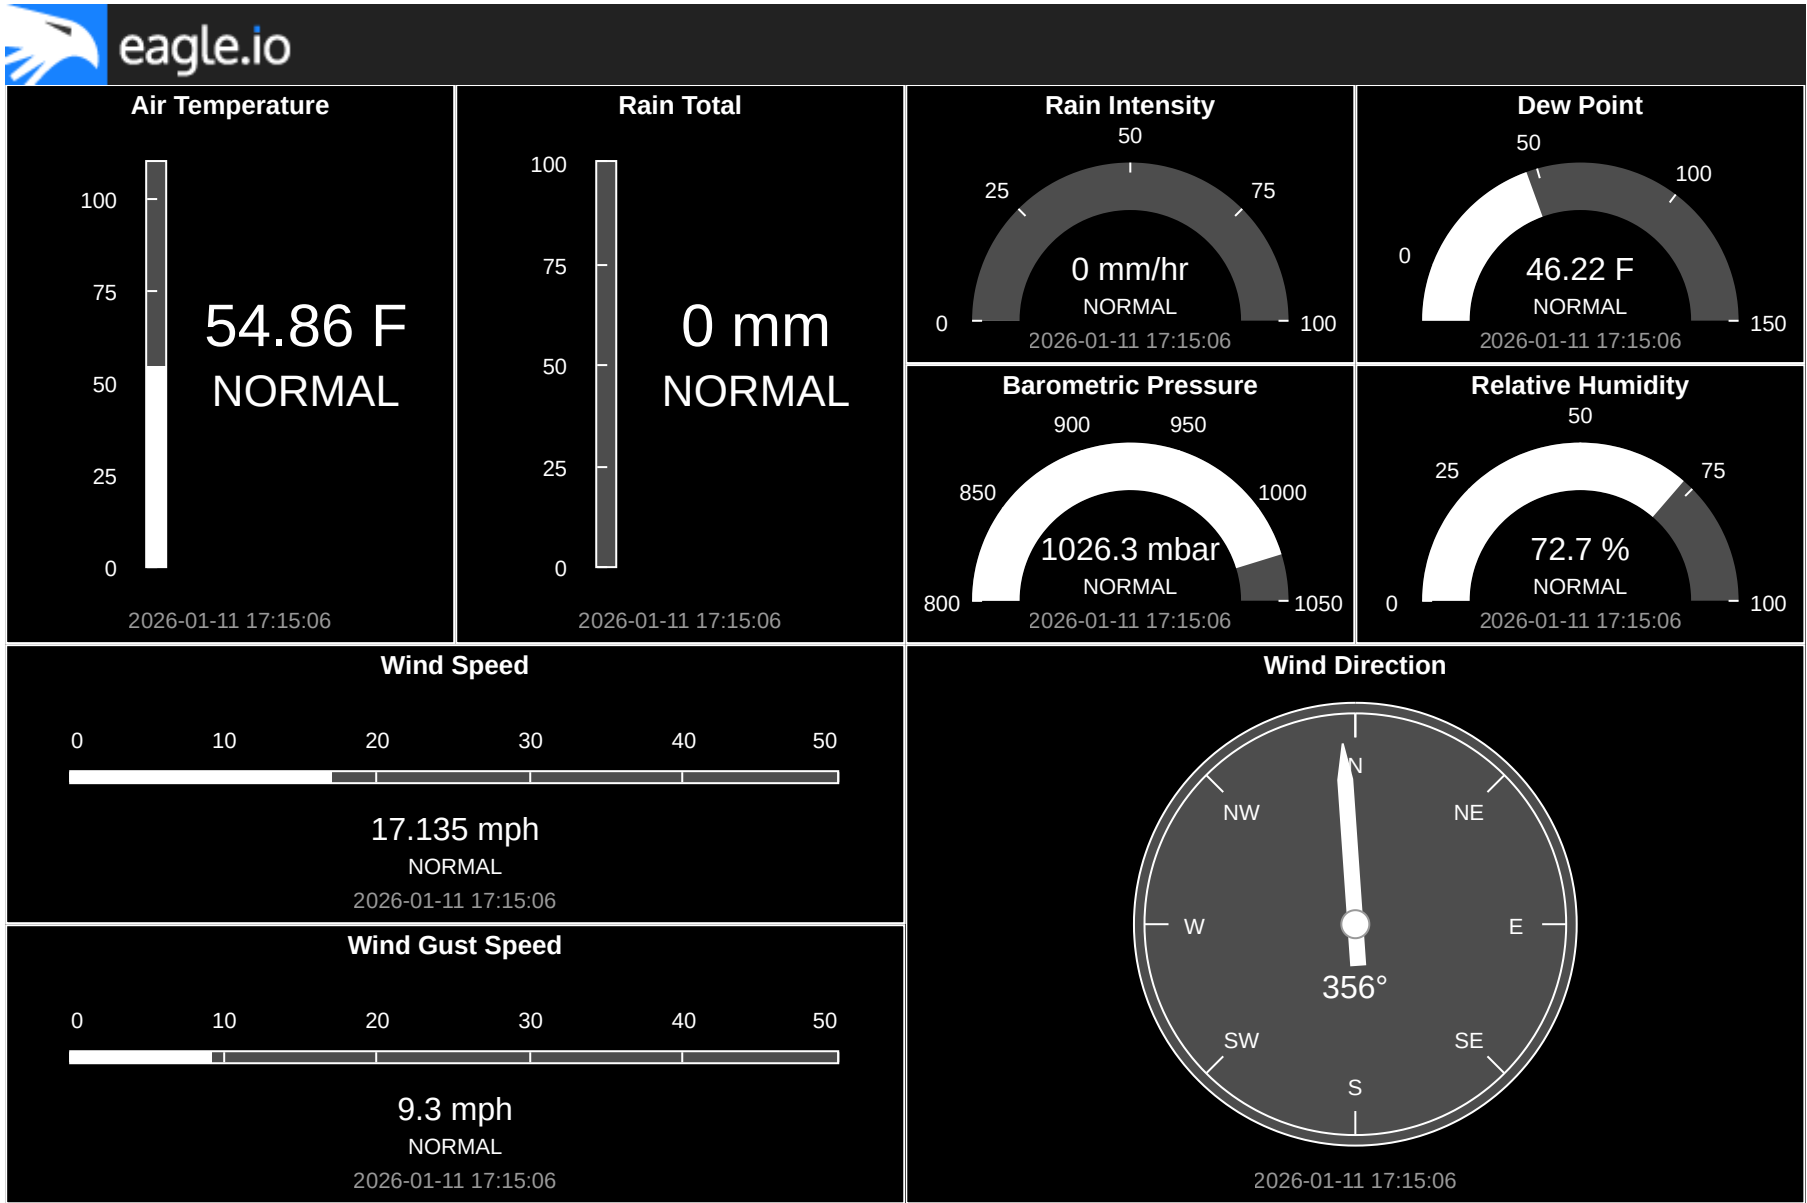 eagle.io
Air Temperature
100
75
50
25
0
54.86 F
NORMAL
2026-01-11 17:15:06
Rain Total
100
75
50
25
0
0 mm
NORMAL
2026-01-11 17:15:06
Rain Intensity
50
25
75
0
100
0 mm/hr
NORMAL
2026-01-11 17:15:06
Dew Point
50
100
0
150
46.22 F
NORMAL
2026-01-11 17:15:06
Barometric Pressure
900
950
850
1000
800
1050
1026.3 mbar
NORMAL
2026-01-11 17:15:06
Relative Humidity
50
25
75
0
100
72.7 %
NORMAL
2026-01-11 17:15:06
Wind Speed
0 10 20 30 40 50
17.135 mph
NORMAL
2026-01-11 17:15:06
Wind Gust Speed
0 10 20 30 40 50
9.3 mph
NORMAL
2026-01-11 17:15:06
Wind Direction
N
NW
NE
W
E
356°
SW
SE
S
2026-01-11 17:15:06